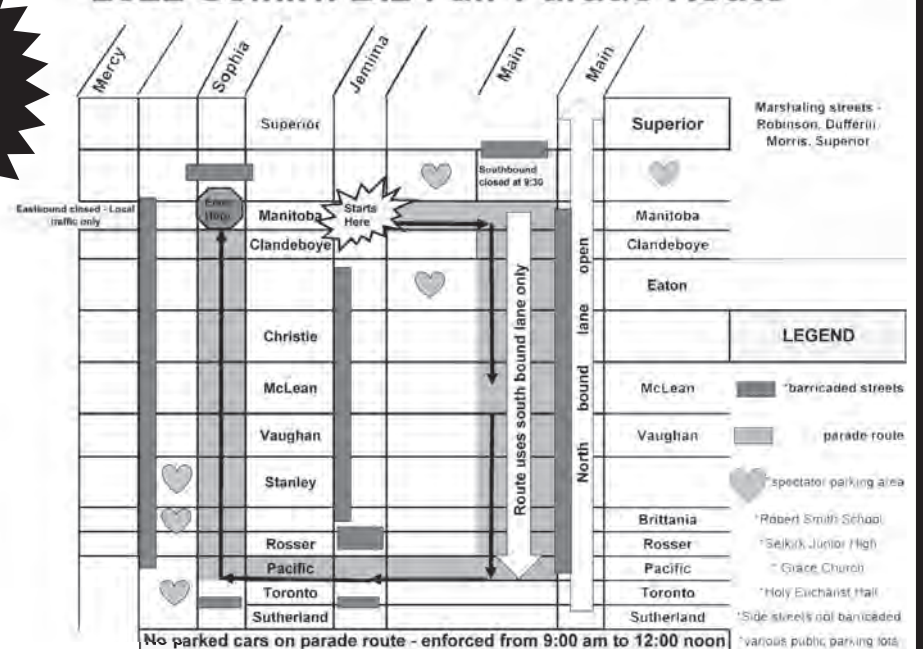 Mercy
Sophia
Jemima
Main
Main
Superior
Superior
Marshaling streets -
Robinson, Dufferin
Morris, Superior
Southbound
closed at 9:30
Eastbound closed - Local
traffic only
Ends
Here
Manitoba
Starts
Here
Manitoba
Clandeboye
Clandeboye
Eaton
Christie
LEGEND
McLean
McLean
*barricaded streets
Vaughan
Vaughan
parade route
Route uses south bound lane only
North bound lane open
Stanley
*spectator parking area
Brittania
*Robert Smith School
Rosser
Rosser
*Selkirk Junior High
Pacific
Pacific
* Grace Church
Toronto
Toronto
*Holy Eucharist Hall
Sutherland
Sutherland
*Side streets not barricaded
No parked cars on parade route - enforced from 9:00 am to 12:00 noon
*various public parking lots